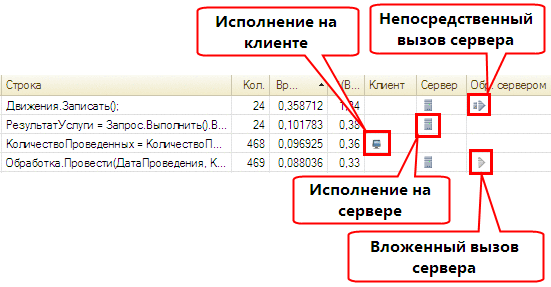 Исполнение на
клиенте
Непосредственный
вызов сервера
Строка Кол. Вр... (В... Клиент Сервер Обр. сервером
Движения.Записать(); 24 0,358712 1,34
РезультатУслуги = Запрос.Выполнить().В... 24 0,101783 0,38
КоличествоПроведенных = КоличествоП... 468 0,096925 0,36
Обработка.Провести(ДатаПроведения, К... 469 0,088036 0,33
Исполнение на
сервере
Вложенный вызов
сервера